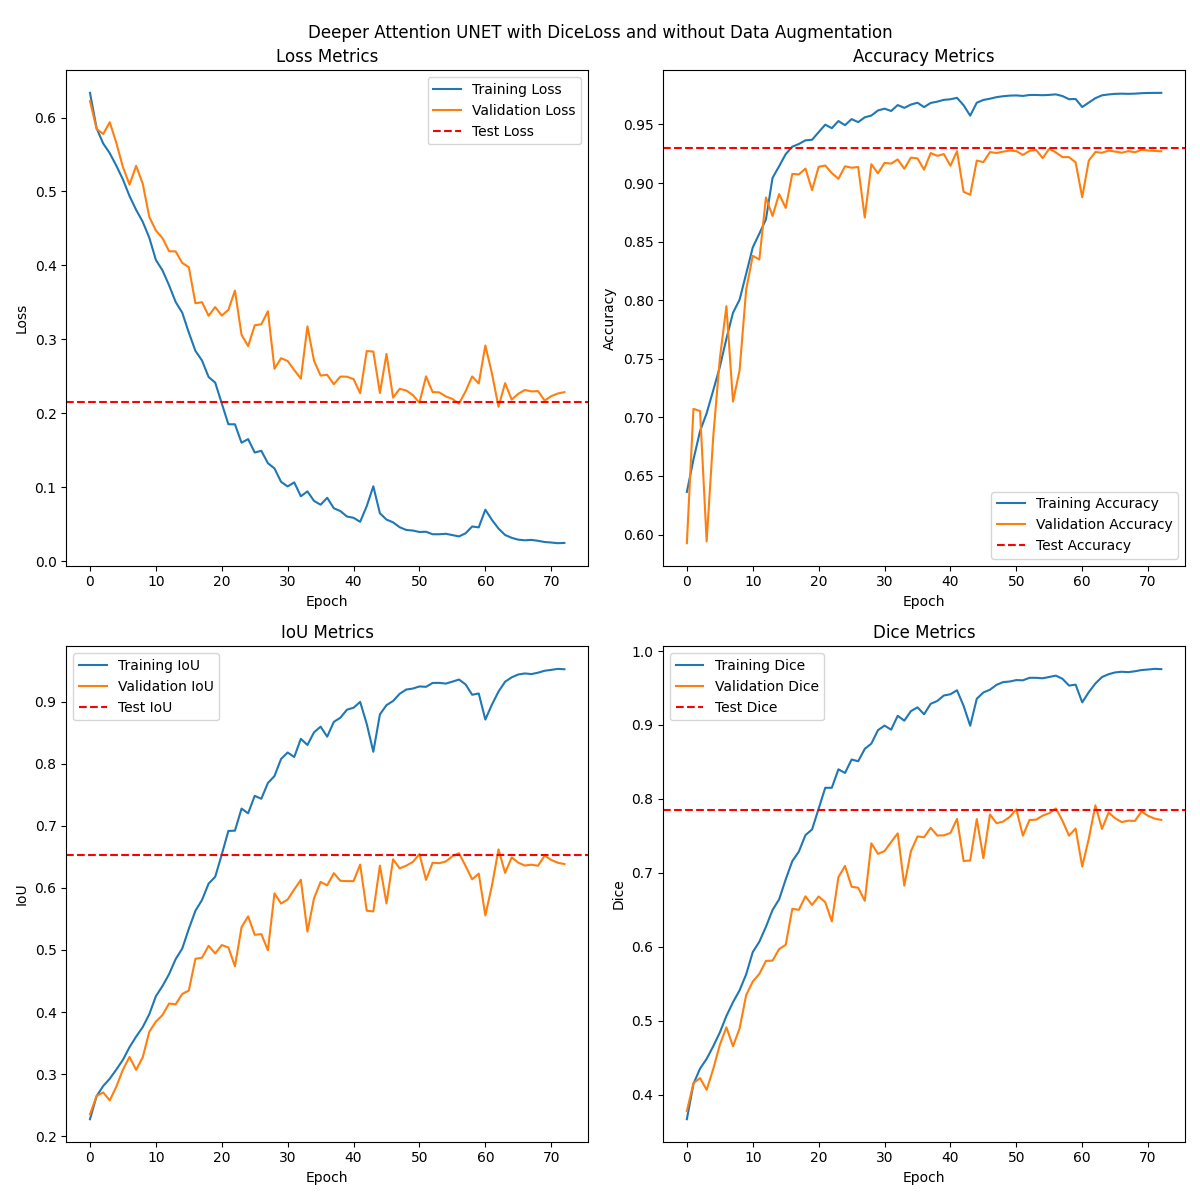 Deeper Attention UNET with DiceLoss and without Data Augmentation
Loss Metrics
Training Loss
Validation Loss
Test Loss
0.6
0.5
0.4
0.3
0.2
0.1
0.0
Loss
0 10 20 30 40 50 60 70
Epoch
Accuracy Metrics
0.95
0.90
0.85
0.80
0.75
0.70
0.65
0.60
Accuracy
Training Accuracy
Validation Accuracy
Test Accuracy
0 10 20 30 40 50 60 70
Epoch
IoU Metrics
Training IoU
Validation IoU
Test IoU
0.9
0.8
0.7
0.6
0.5
0.4
0.3
0.2
IoU
0 10 20 30 40 50 60 70
Epoch
Dice Metrics
Training Dice
Validation Dice
Test Dice
1.0
0.9
0.8
0.7
0.6
0.5
0.4
Dice
0 10 20 30 40 50 60 70
Epoch